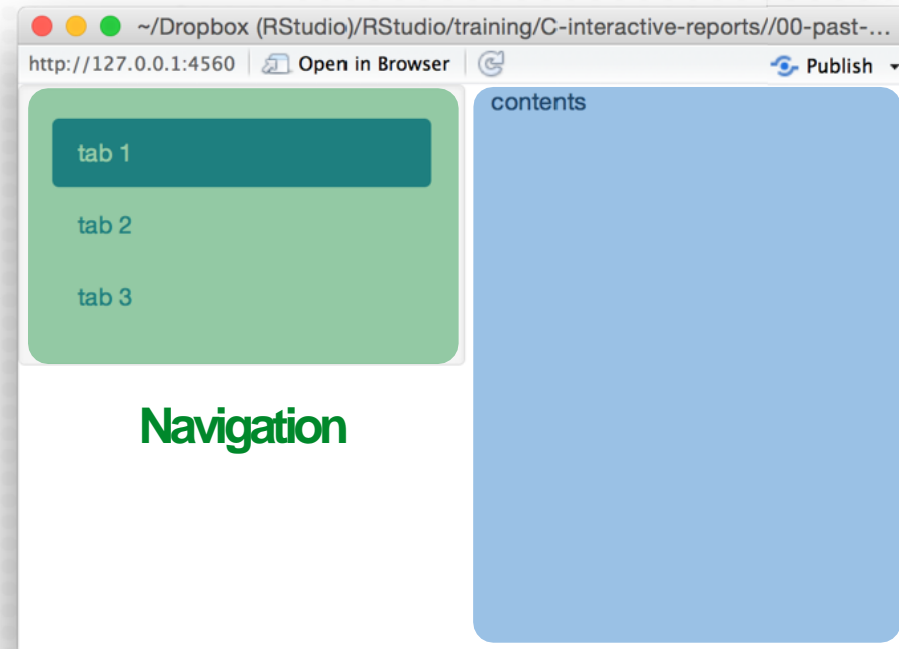 ~/Dropbox (RStudio)/RStudio/training/C-interactive-reports//00-past-...
http://127.0.0.1:4560 Open in Browser Publish
tab 1
tab 2
tab 3
contents
Navigation